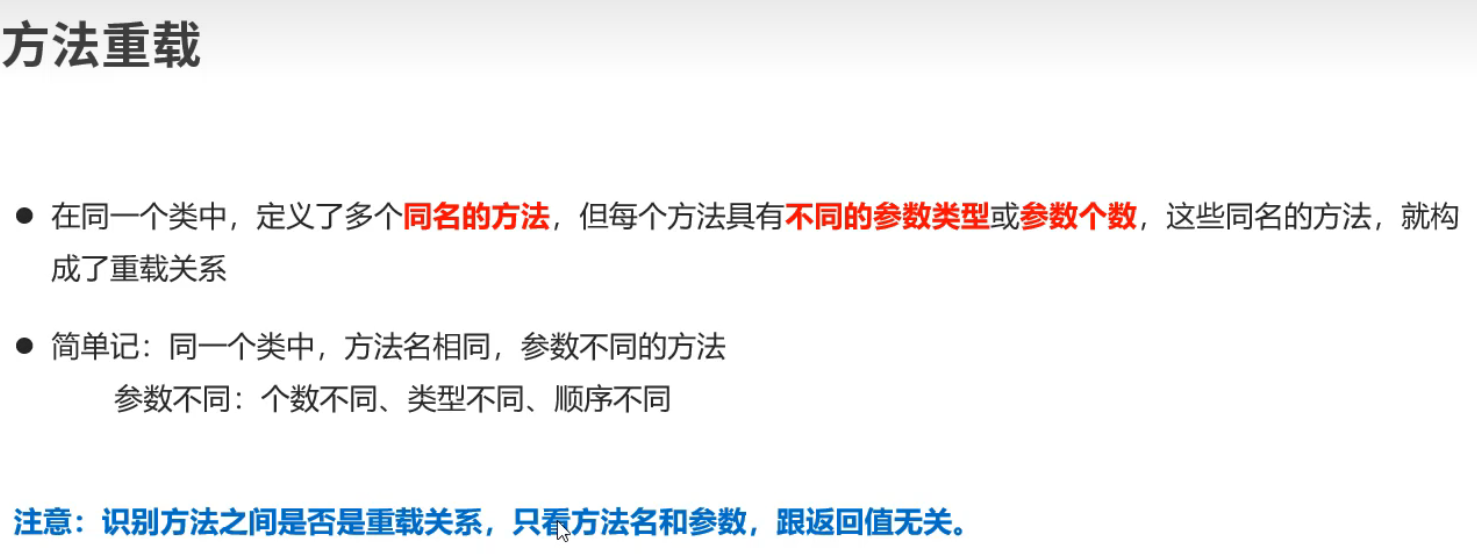 方法重载
● 在同一个类中，定义了多个同名的方法，但每个方法具有不同的参数类型或参数个数，这些同名的方法，就构
成了重载关系
● 简单记：同一个类中，方法名相同，参数不同的方法
参数不同：个数不同、类型不同、顺序不同
注意：识别方法之间是否是重载关系，只看方法名和参数，跟返回值无关。